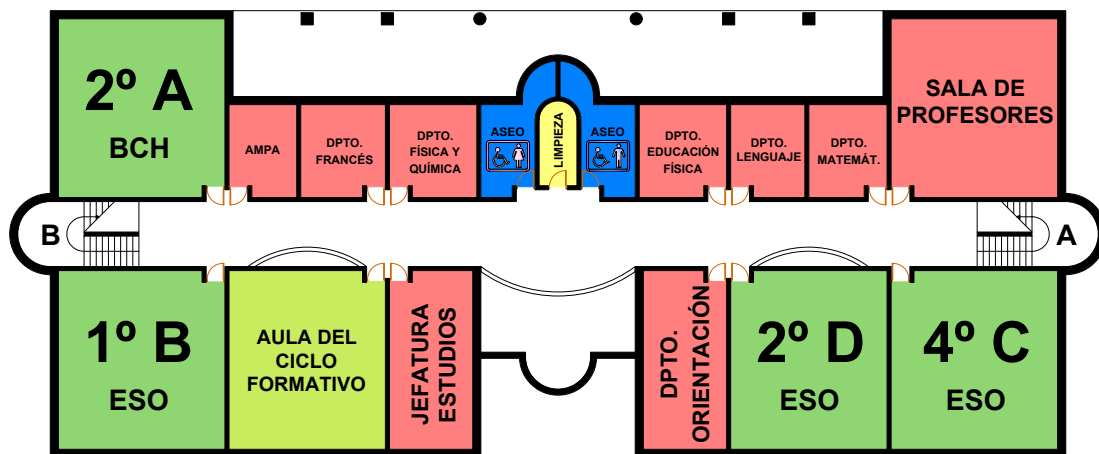 2º A
BCH
AMPA
DPTO.
FRANCÉS
DPTO.
FÍSICA Y
QUÍMICA
ASEO
LIMPIEZA
ASEO
DPTO.
EDUCACIÓN
FÍSICA
DPTO.
LENGUAJE
DPTO.
MATEMÁT.
SALA DE
PROFESORES
B
A
1º B
ESO
AULA DEL
CICLO
FORMATIVO
JEFATURA
ESTUDIOS
DPTO.
ORIENTACIÓN
2º D
ESO
4º C
ESO